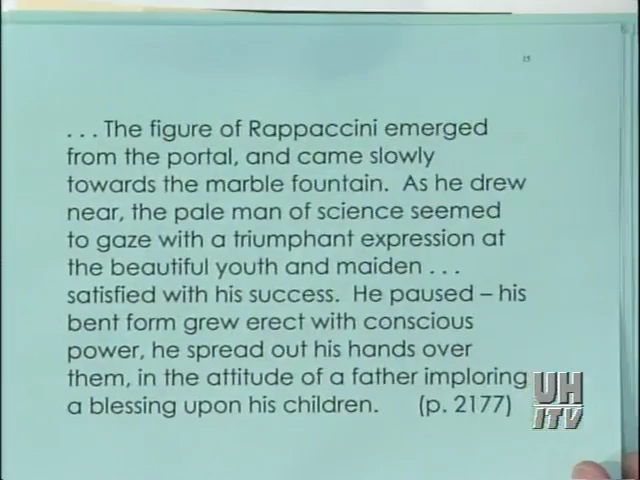 15
. . . The figure of Rappaccini emerged
from the portal, and came slowly
towards the marble fountain.  As he drew
near, the pale man of science seemed
to gaze with a triumphant expression at
the beautiful youth and maiden . . .
satisfied with his success.  He paused – his
bent form grew erect with conscious
power, he spread out his hands over
them, in the attitude of a father imploring
a blessing upon his children.     (p. 2177)
UH
ITV